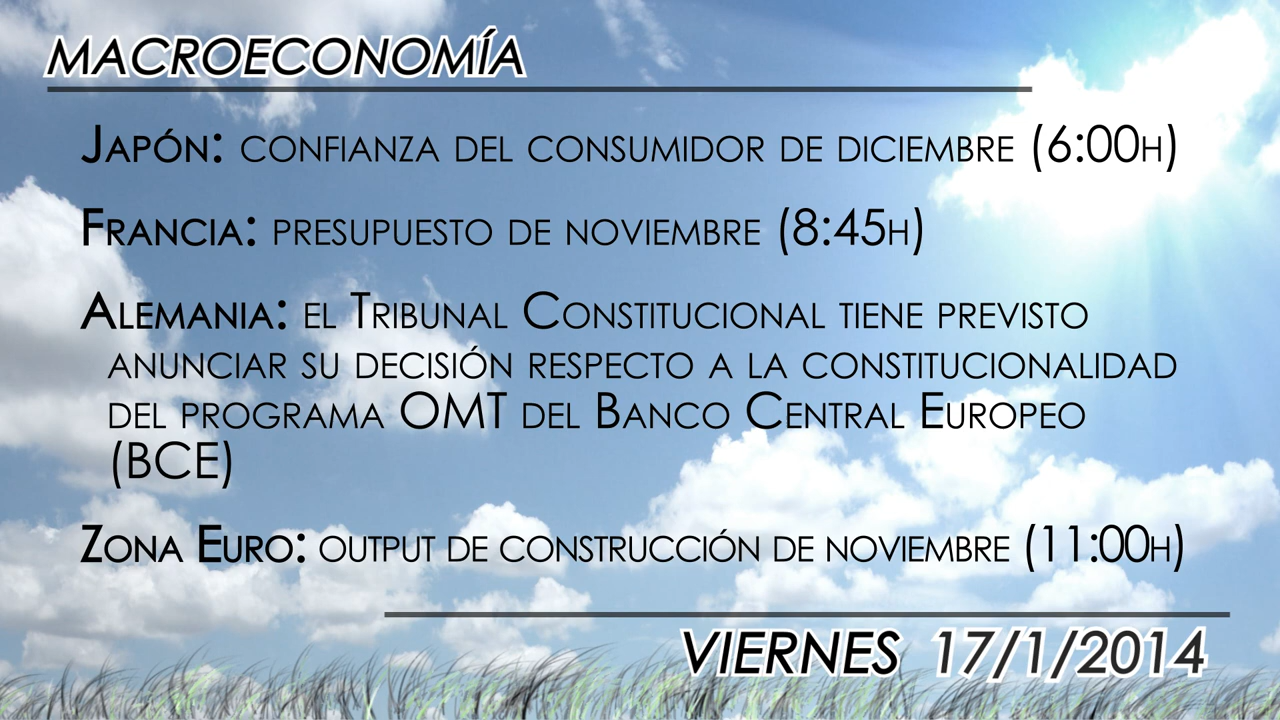 MACROECONOMÍA
Japón: confianza del consumidor de diciembre (6:00h)
Francia: presupuesto de noviembre (8:45h)
Alemania: el Tribunal Constitucional tiene previsto
anunciar su decisión respecto a la constitucionalidad
del programa OMT del Banco Central Europeo
(BCE)
Zona Euro: output de construcción de noviembre (11:00h)
VIERNES 17/1/2014